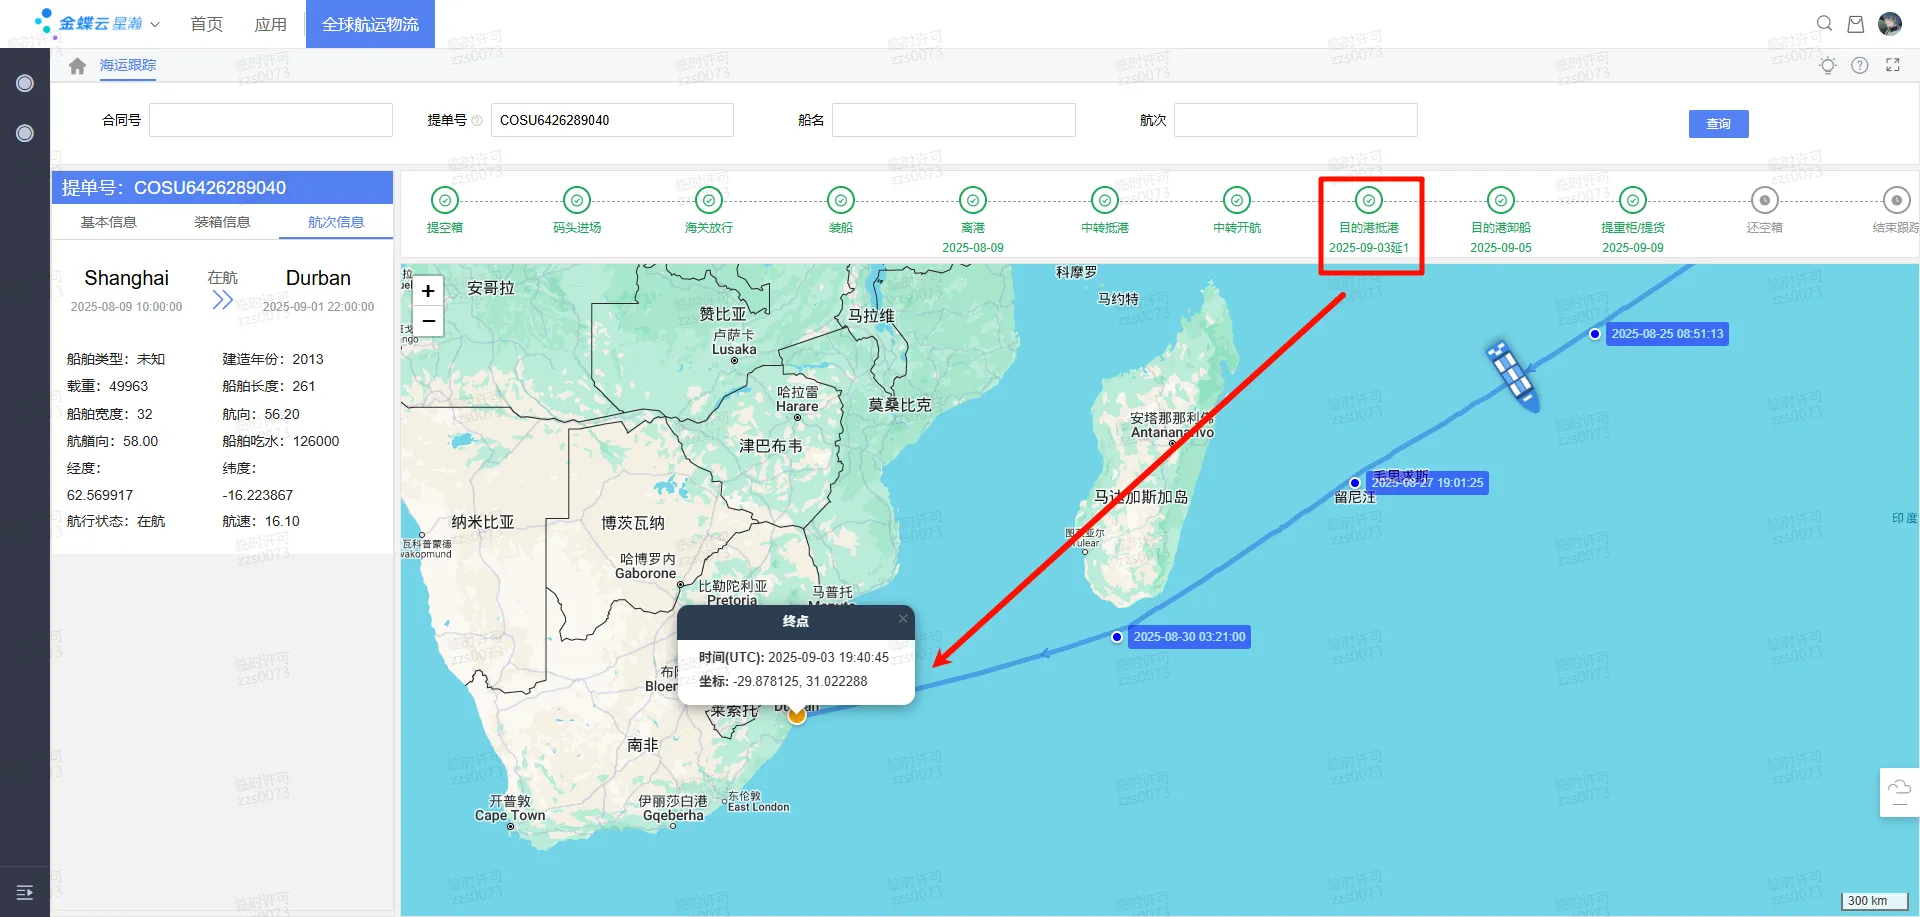 金蝶云星瀚
首页
应用
全球航运物流
海运跟踪
合同号
提单号
COSU6426289040
船名
航次
查询
提单号：COSU6426289040
基本信息
装箱信息
航次信息
Shanghai
在航
Durban
2025-08-09 10:00:00
2025-09-01 22:00:00
船舶类型：未知
建造年份：2013
载重：49963
船舶长度：261
船舶宽度：32
航向：56.20
航艏向：58.00
船舶吃水：126000
经度：
纬度：
62.569917
-16.223867
航行状态：在航
航速：16.10
提空箱
码头进场
海关放行
装船
离港
2025-08-09
中转抵港
中转开航
目的港抵港
2025-09-03延1
目的港卸船
2025-09-05
提重柜/提货
2025-09-09
还空箱
结束跟踪
+
−
安哥拉
科摩罗
马约特
赞比亚
马拉维
卢萨卡
Lusaka
哈拉雷
Harare
莫桑比克
津巴布韦
安塔那那利佛
Antananarivo
马达加斯加岛
纳米比亚
博茨瓦纳
瓦科普蒙德
wakopmund
哈博罗内
Gaborone
比勒陀利亚
Pretoria
马普托
Maputo
留尼汪
毛里求斯
印度
2025-08-25 08:51:13
2025-08-27 19:01:25
2025-08-30 03:21:00
终点
时间(UTC): 2025-09-03 19:40:45
坐标: -29.878125, 31.022288
布
Bloem
莱索托
Durban
南非
开普敦
Cape Town
伊丽莎白港
Gqeberha
东伦敦
East London
300 km
临时许可
zzs0073